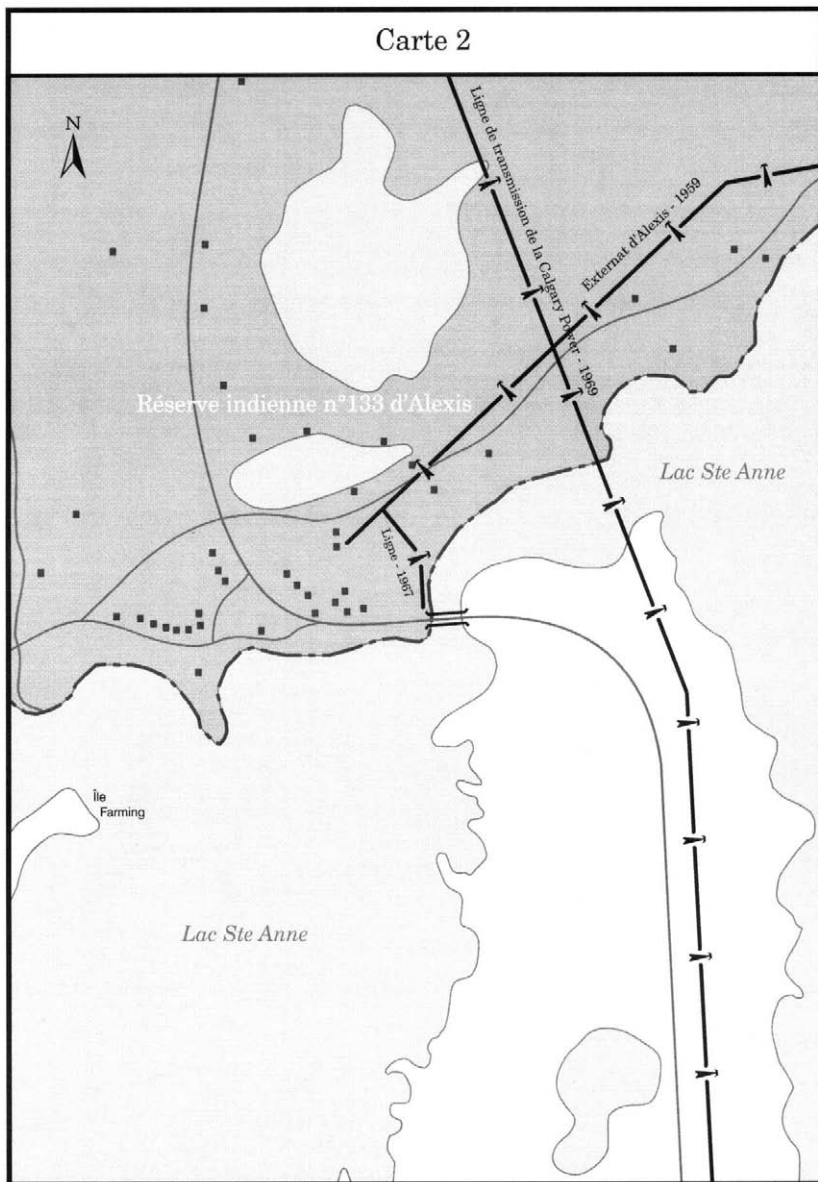 Carte 2
N
Ligne de transmission de la Calgary Power - 1969
Externat d'Alexis - 1959
Réserve indienne n°133 d'Alexis
Lac Ste Anne
Ligne - 1967
Île
Farming
Lac Ste Anne